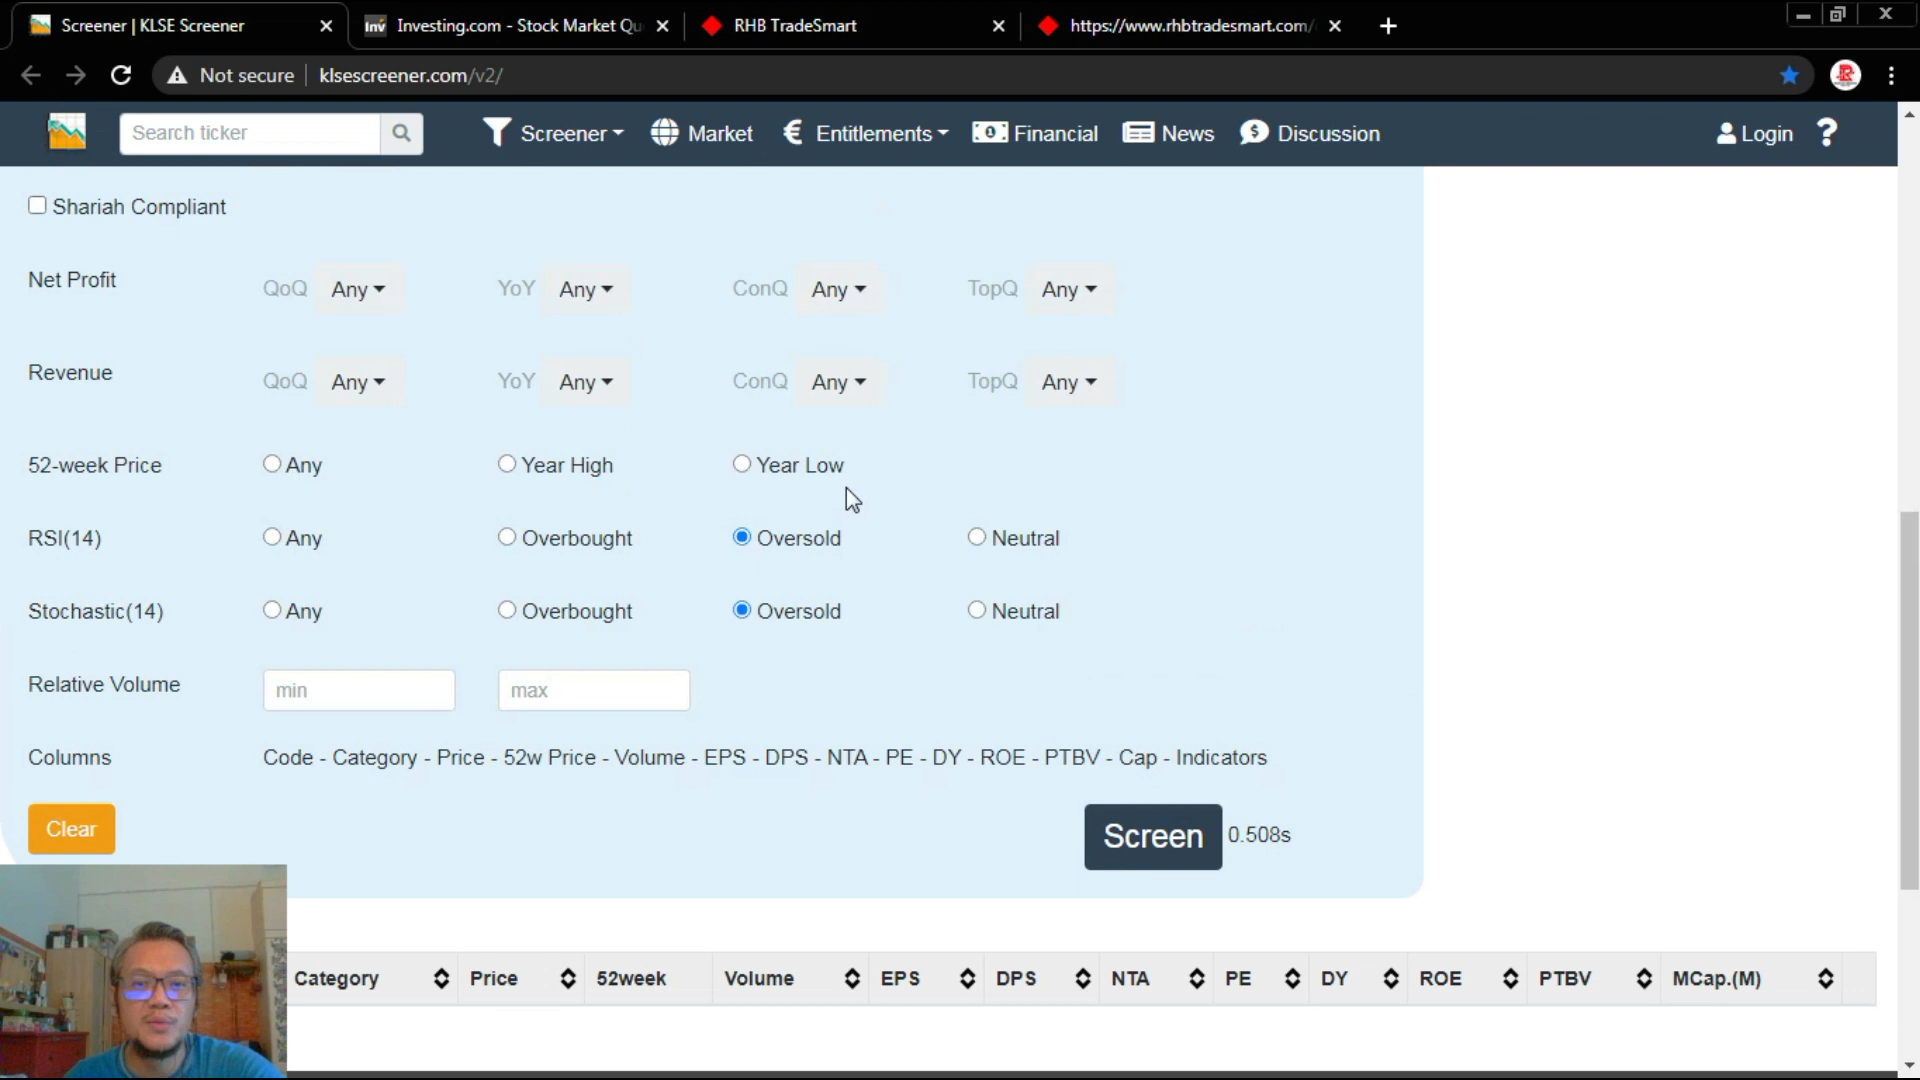 Screener | KLSE Screener
Investing.com - Stock Market Qu
RHB TradeSmart
https://www.rhbtradesmart.com/
Not secure
klsescreener.com/v2/
Search ticker
Screener
Market
Entitlements
Financial
News
Discussion
Login
?
Shariah Compliant
Net Profit QoQ Any YoY Any ConQ Any TopQ Any
Revenue QoQ Any YoY Any ConQ Any TopQ Any
52-week Price Any Year High Year Low
RSI(14) Any Overbought Oversold Neutral
Stochastic(14) Any Overbought Oversold Neutral
Relative Volume min max
Columns Code - Category - Price - 52w Price - Volume - EPS - DPS - NTA - PE - DY - ROE - PTBV - Cap - Indicators
Clear Screen 0.508s
Category Price 52week Volume EPS DPS NTA PE DY ROE PTBV MCap.(M)